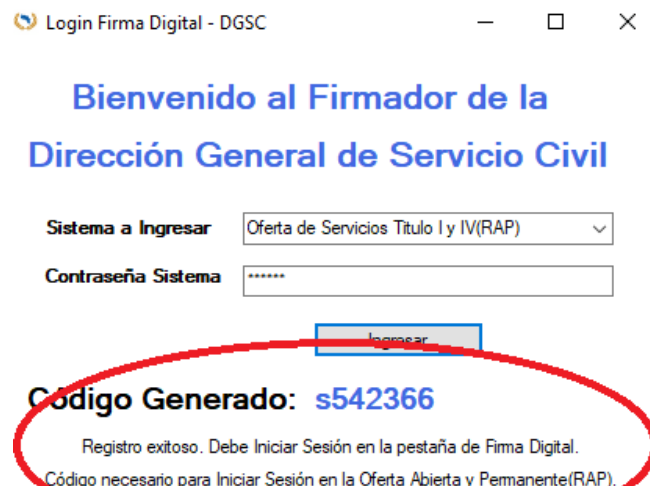 Login Firma Digital - DGSC
Bienvenido al Firmador de la
Dirección General de Servicio Civil
Sistema a Ingresar
Oferta de Servicios Título I y IV(RAP)
Contraseña Sistema
******
Ingresar
Código Generado: s542366
Registro exitoso. Debe Iniciar Sesión en la pestaña de Firma Digital.
Código necesario para Iniciar Sesión en la Oferta Abierta y Permanente(RAP).